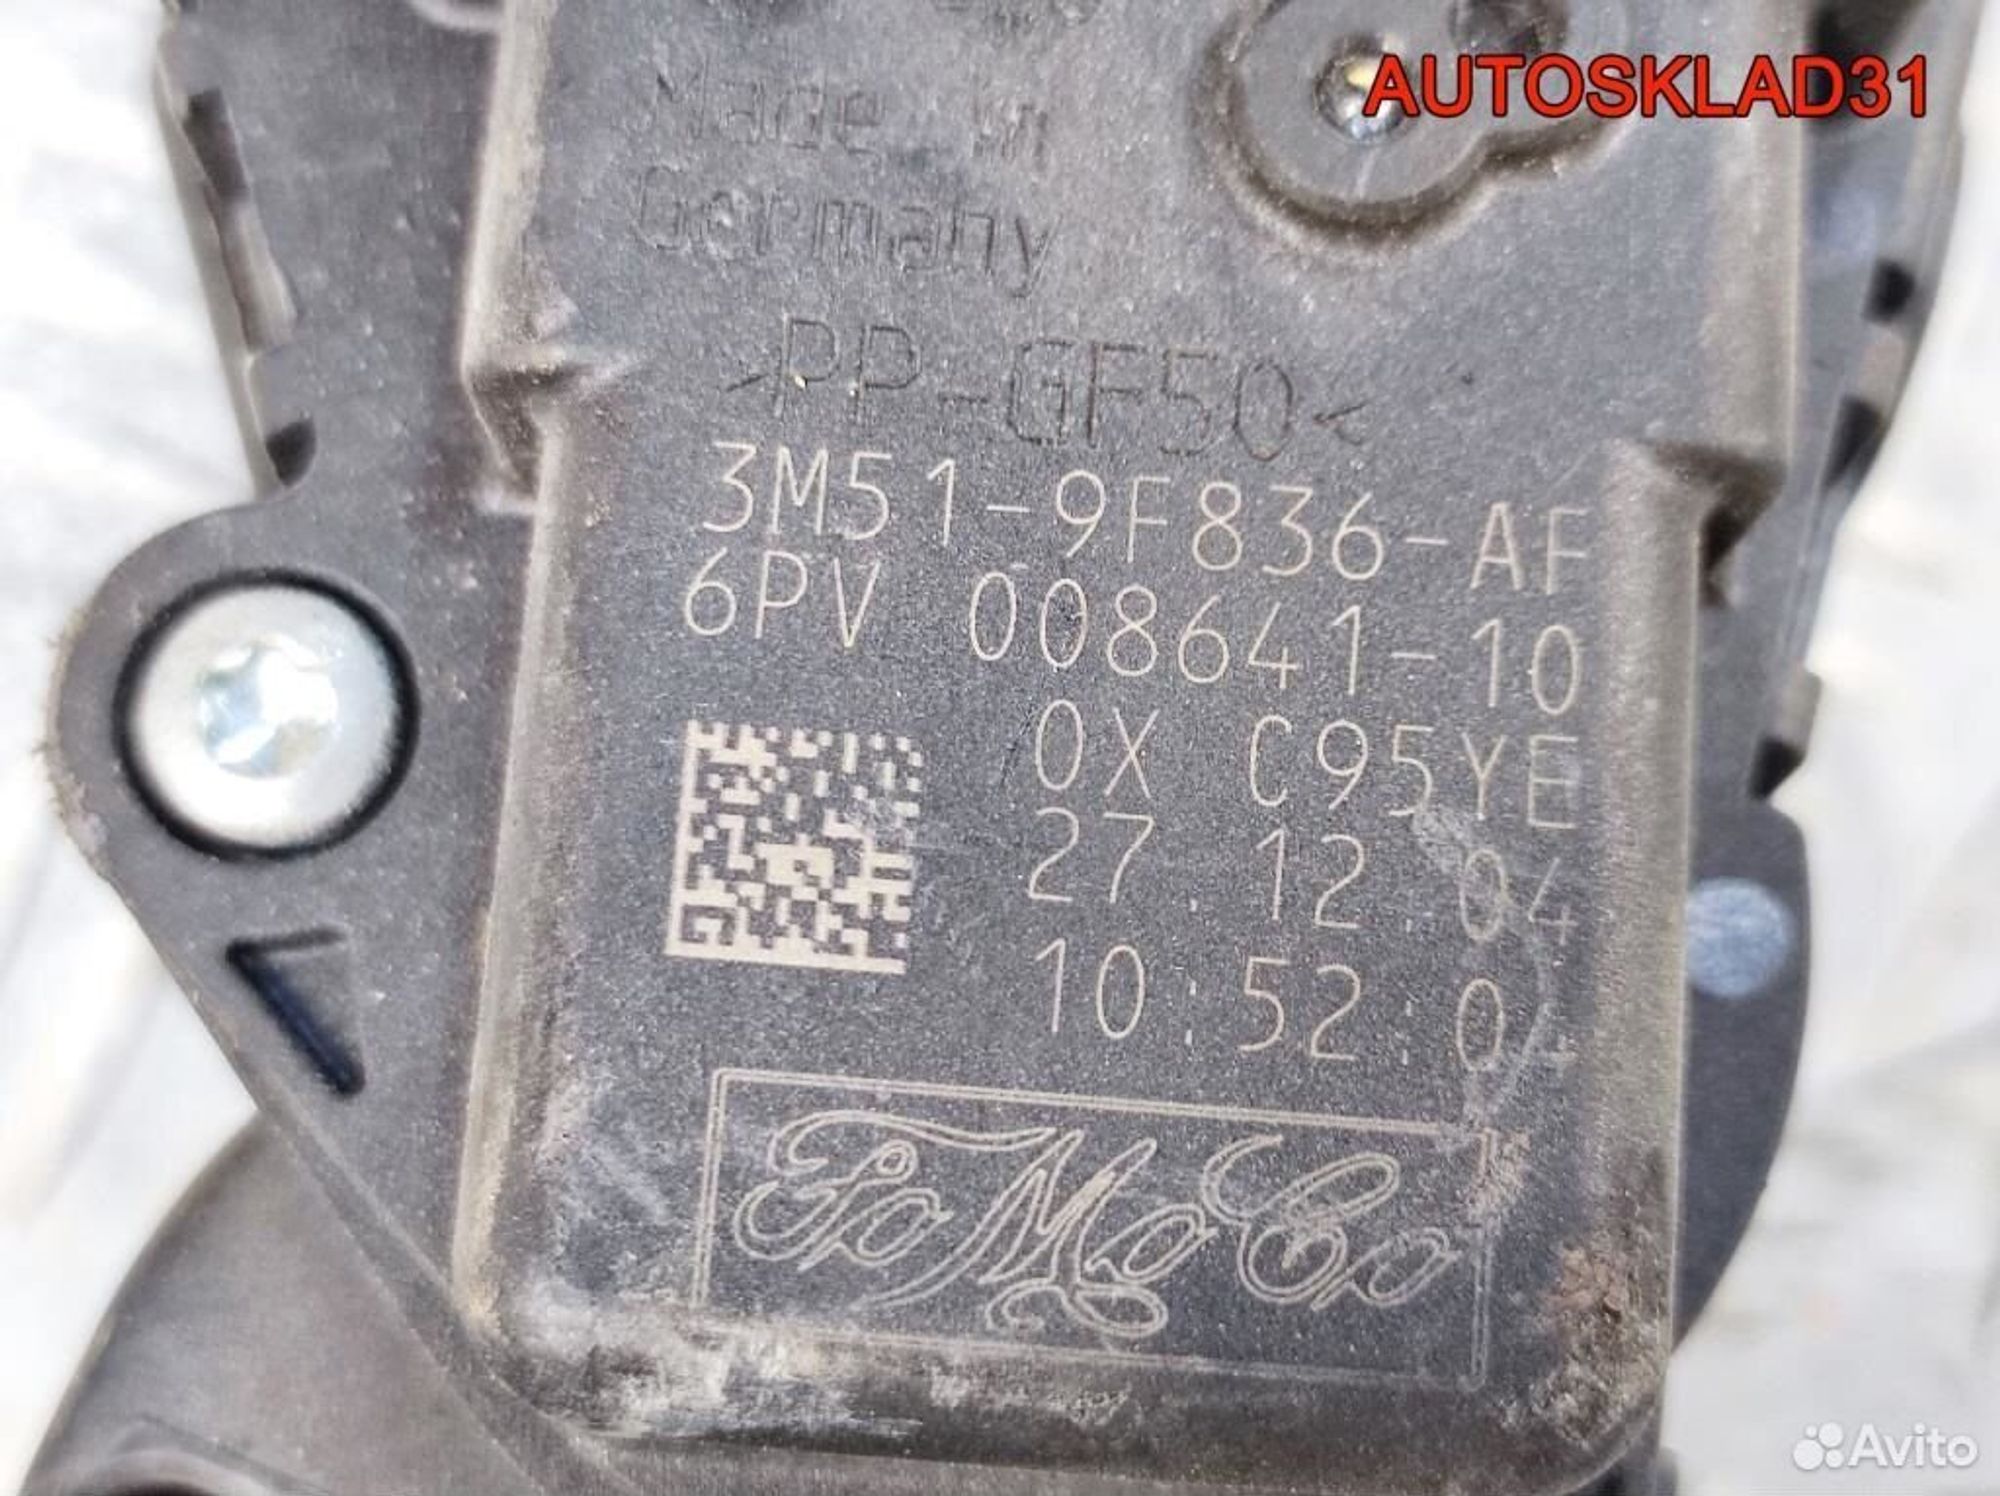 AUTOSKLAD31
Made in
Germany
>PP-GF50<
3M51-9F836-AF
6PV 008641-10
0X C95YE
27.12.04
10:52:04
FoMoCo
Avito